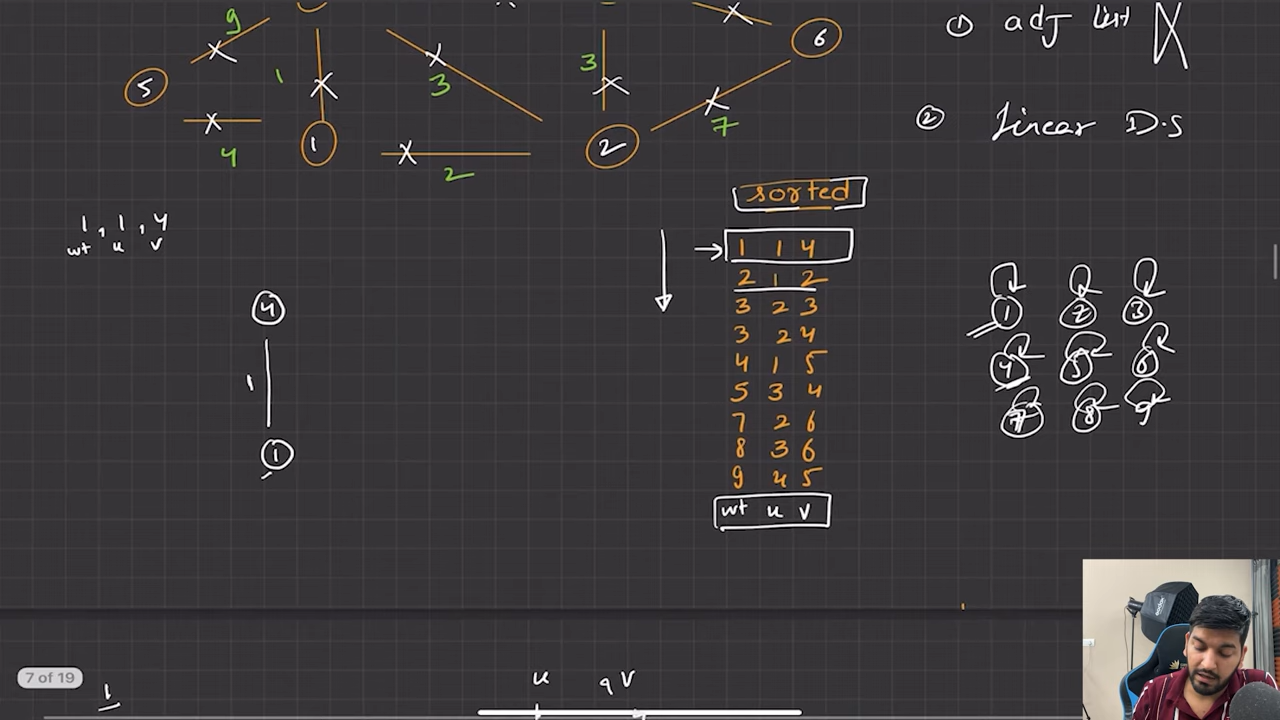 9
5
1
3
3
6
4
1
2
2
7
① adj list
② linear D.S
1, 1, 4
wt u v
4
1
1
sorted
1 1 4
2 1 2
3 2 3
3 2 4
4 1 5
5 3 4
7 2 6
8 3 6
9 4 5
wt u v
1 2 3
4 5 6
7 8 9
7 of 19
1
u v